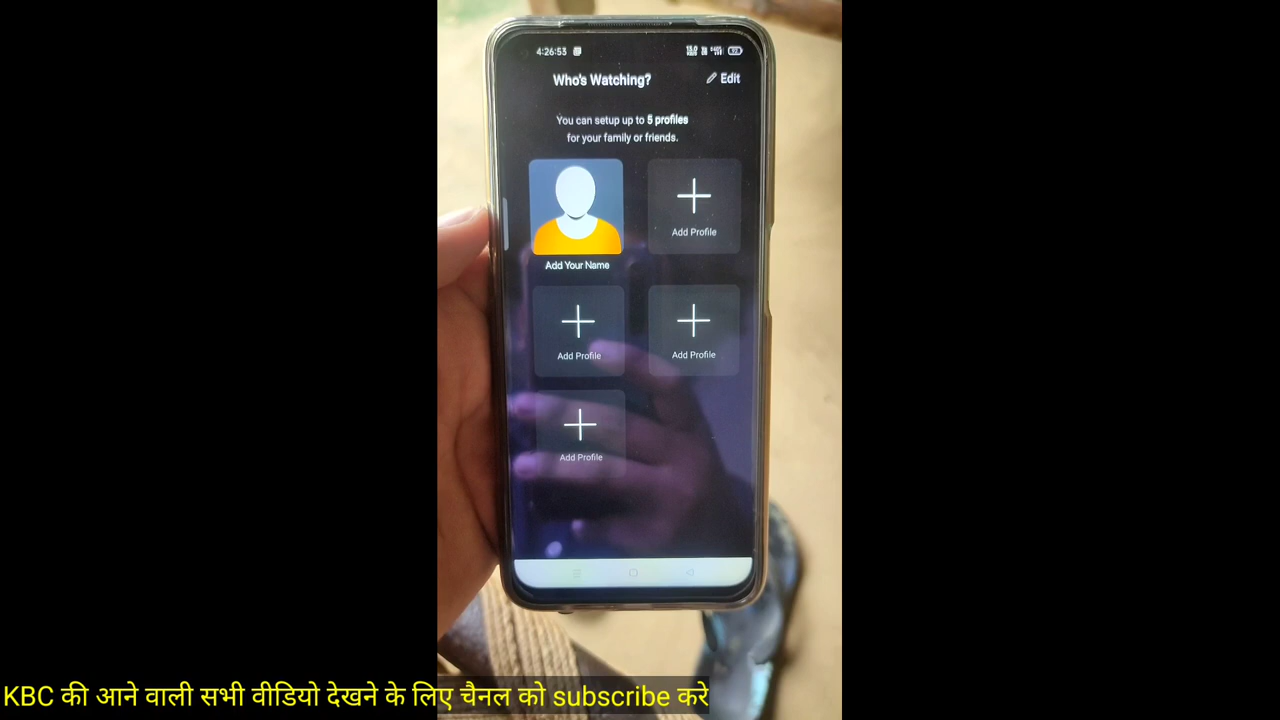 4:26:53
Who's Watching?
Edit
You can setup up to 5 profiles
for your family or friends.
Add Profile
Add Your Name
Add Profile
Add Profile
Add Profile
KBC की आने वाली सभी वीडियो देखने के लिए चैनल को subscribe करे